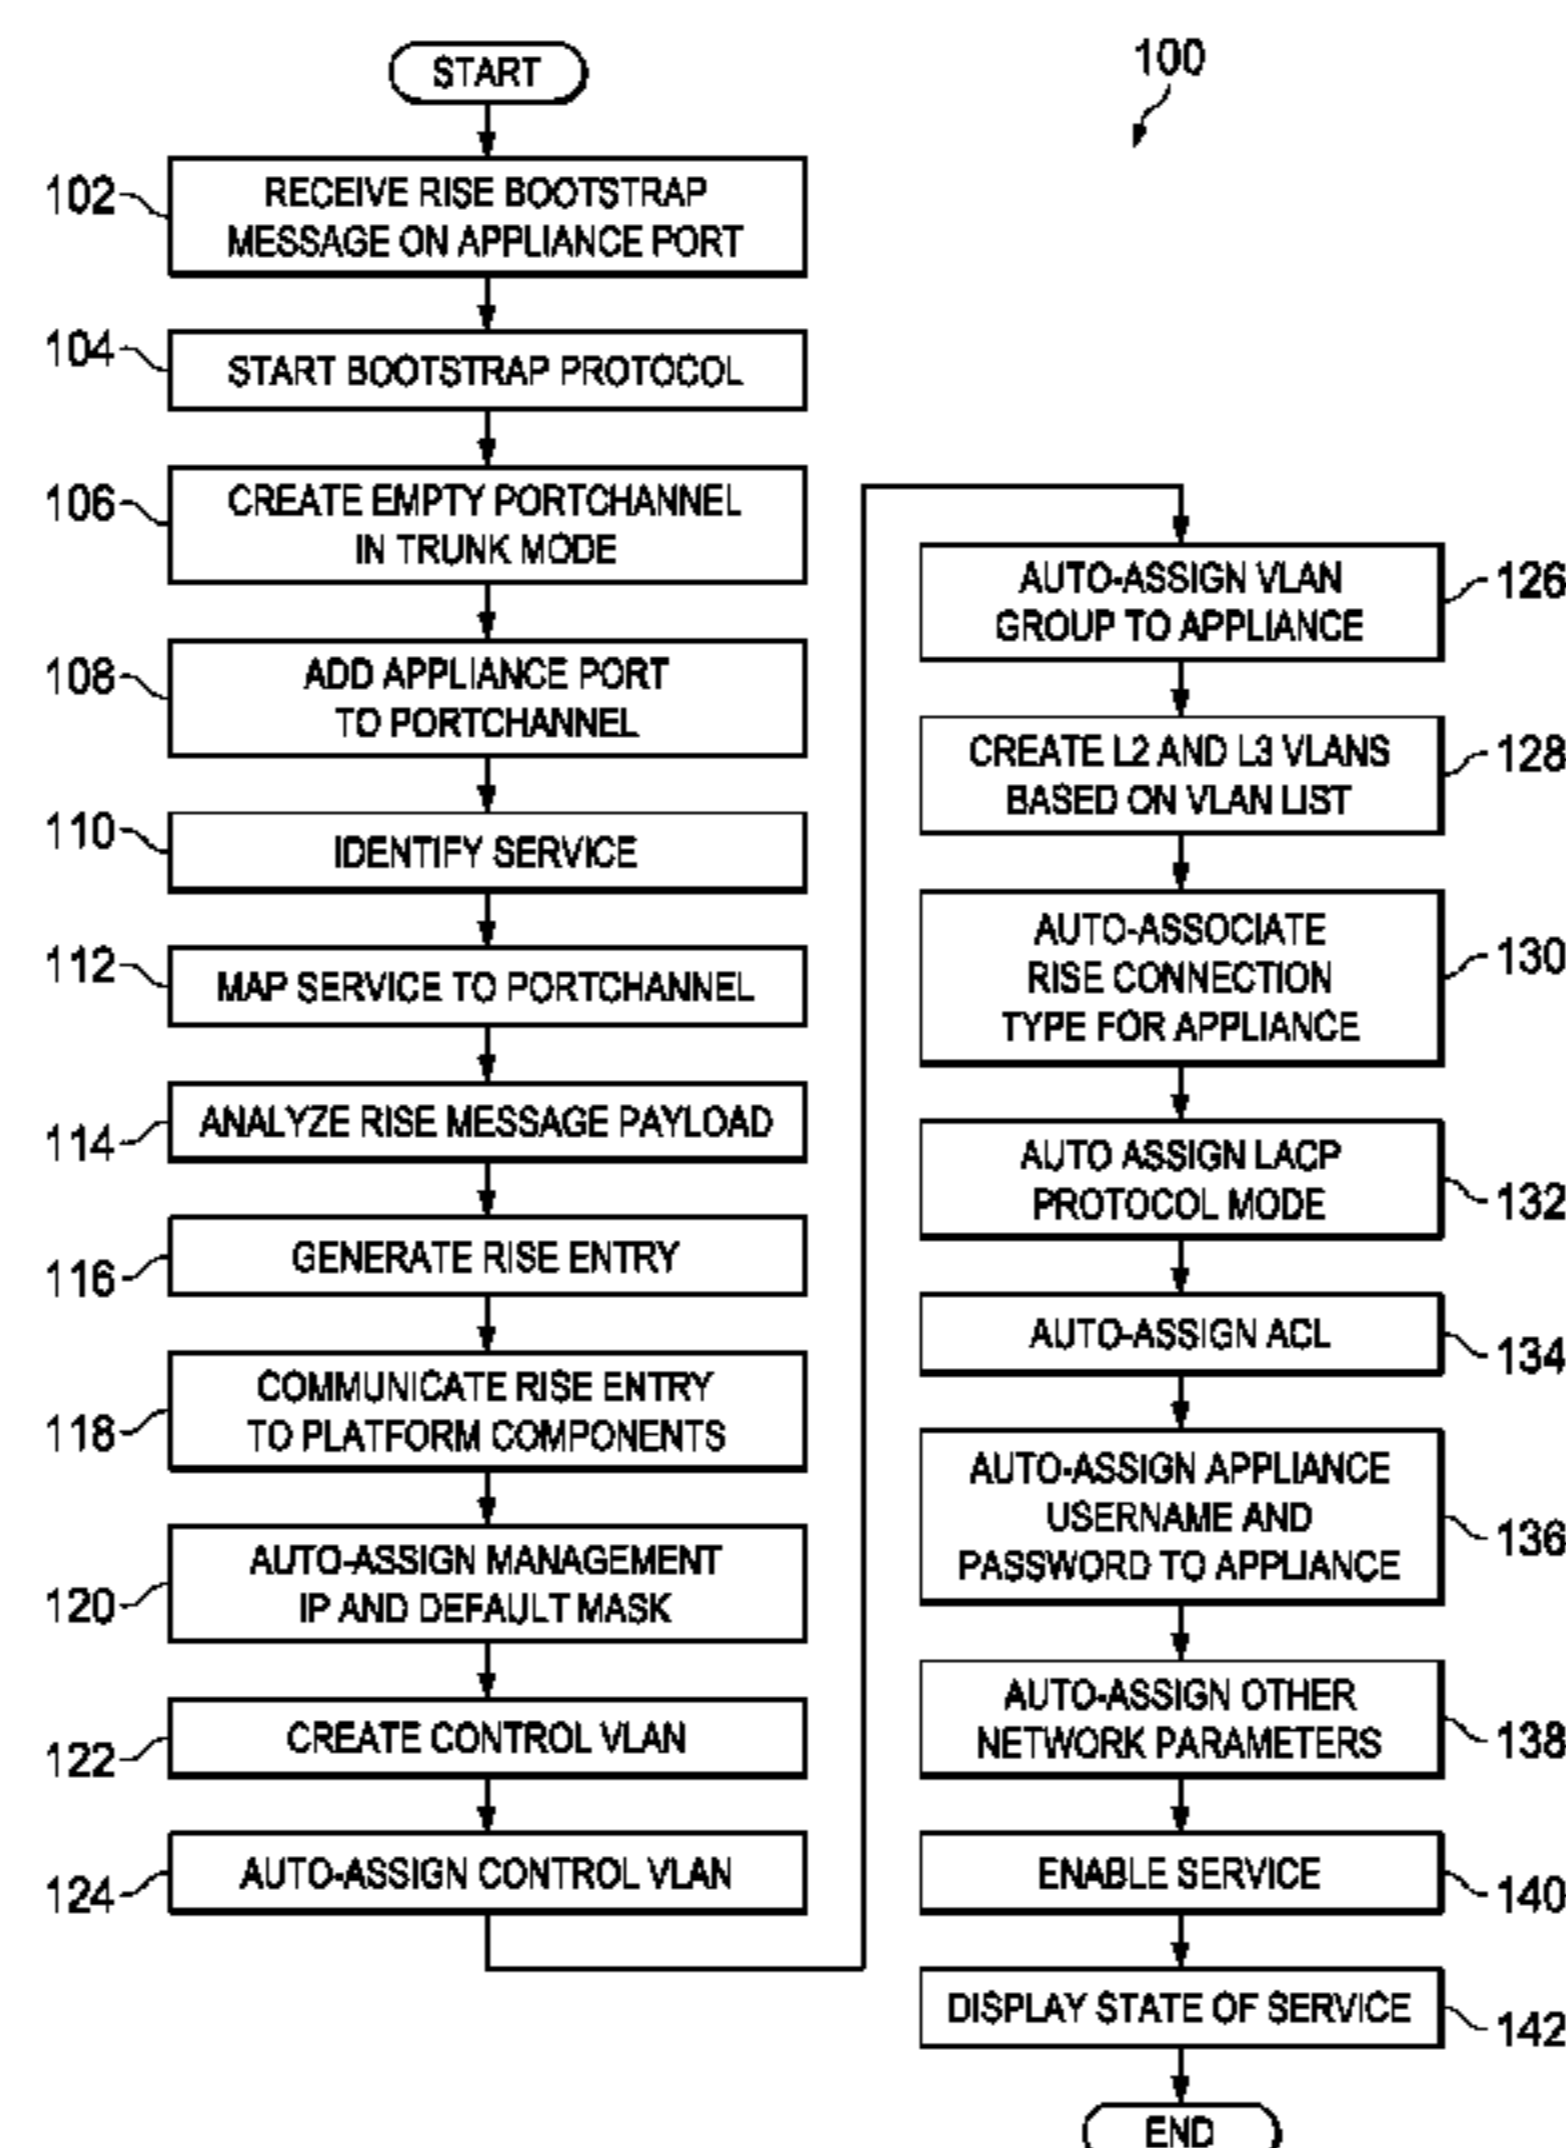 START
100
102
RECEIVE RISE BOOTSTRAP
MESSAGE ON APPLIANCE PORT
104
START BOOTSTRAP PROTOCOL
106
CREATE EMPTY PORTCHANNEL
IN TRUNK MODE
108
ADD APPLIANCE PORT
TO PORTCHANNEL
110
IDENTIFY SERVICE
112
MAP SERVICE TO PORTCHANNEL
114
ANALYZE RISE MESSAGE PAYLOAD
116
GENERATE RISE ENTRY
118
COMMUNICATE RISE ENTRY
TO PLATFORM COMPONENTS
120
AUTO-ASSIGN MANAGEMENT
IP AND DEFAULT MASK
122
CREATE CONTROL VLAN
124
AUTO-ASSIGN CONTROL VLAN
AUTO-ASSIGN VLAN
GROUP TO APPLIANCE
126
CREATE L2 AND L3 VLANS
BASED ON VLAN LIST
128
AUTO-ASSOCIATE
RISE CONNECTION
TYPE FOR APPLIANCE
130
AUTO ASSIGN LACP
PROTOCOL MODE
132
AUTO-ASSIGN ACL
134
AUTO-ASSIGN APPLIANCE
USERNAME AND
PASSWORD TO APPLIANCE
136
AUTO-ASSIGN OTHER
NETWORK PARAMETERS
138
ENABLE SERVICE
140
DISPLAY STATE OF SERVICE
142
END